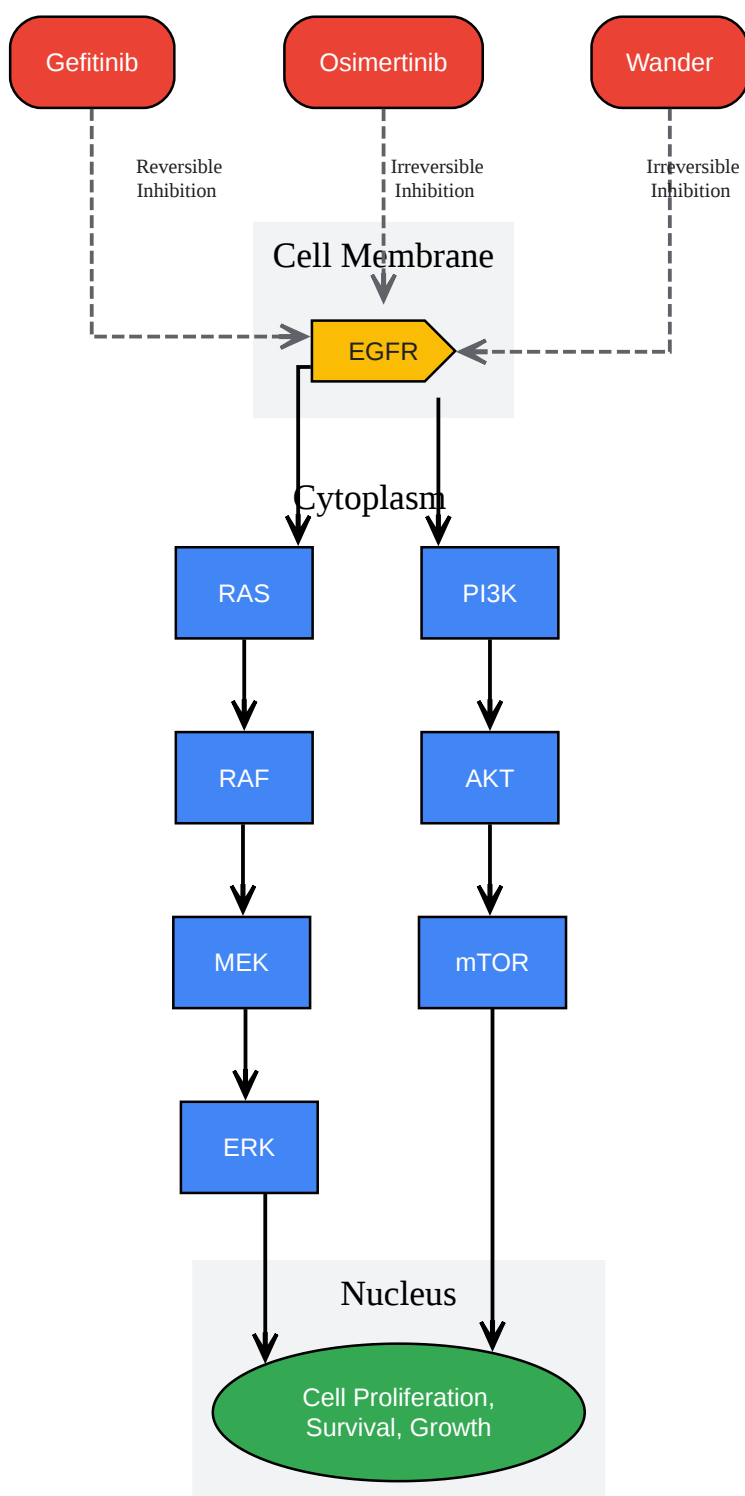 Gefitinib
Osimertinib
Wander
Reversible
Inhibition
Irreversible
Inhibition
Irreversible
Inhibition
Cell Membrane
EGFR
Cytoplasm
RAS
PI3K
RAF
AKT
MEK
mTOR
ERK
Nucleus
Cell Proliferation,
Survival, Growth